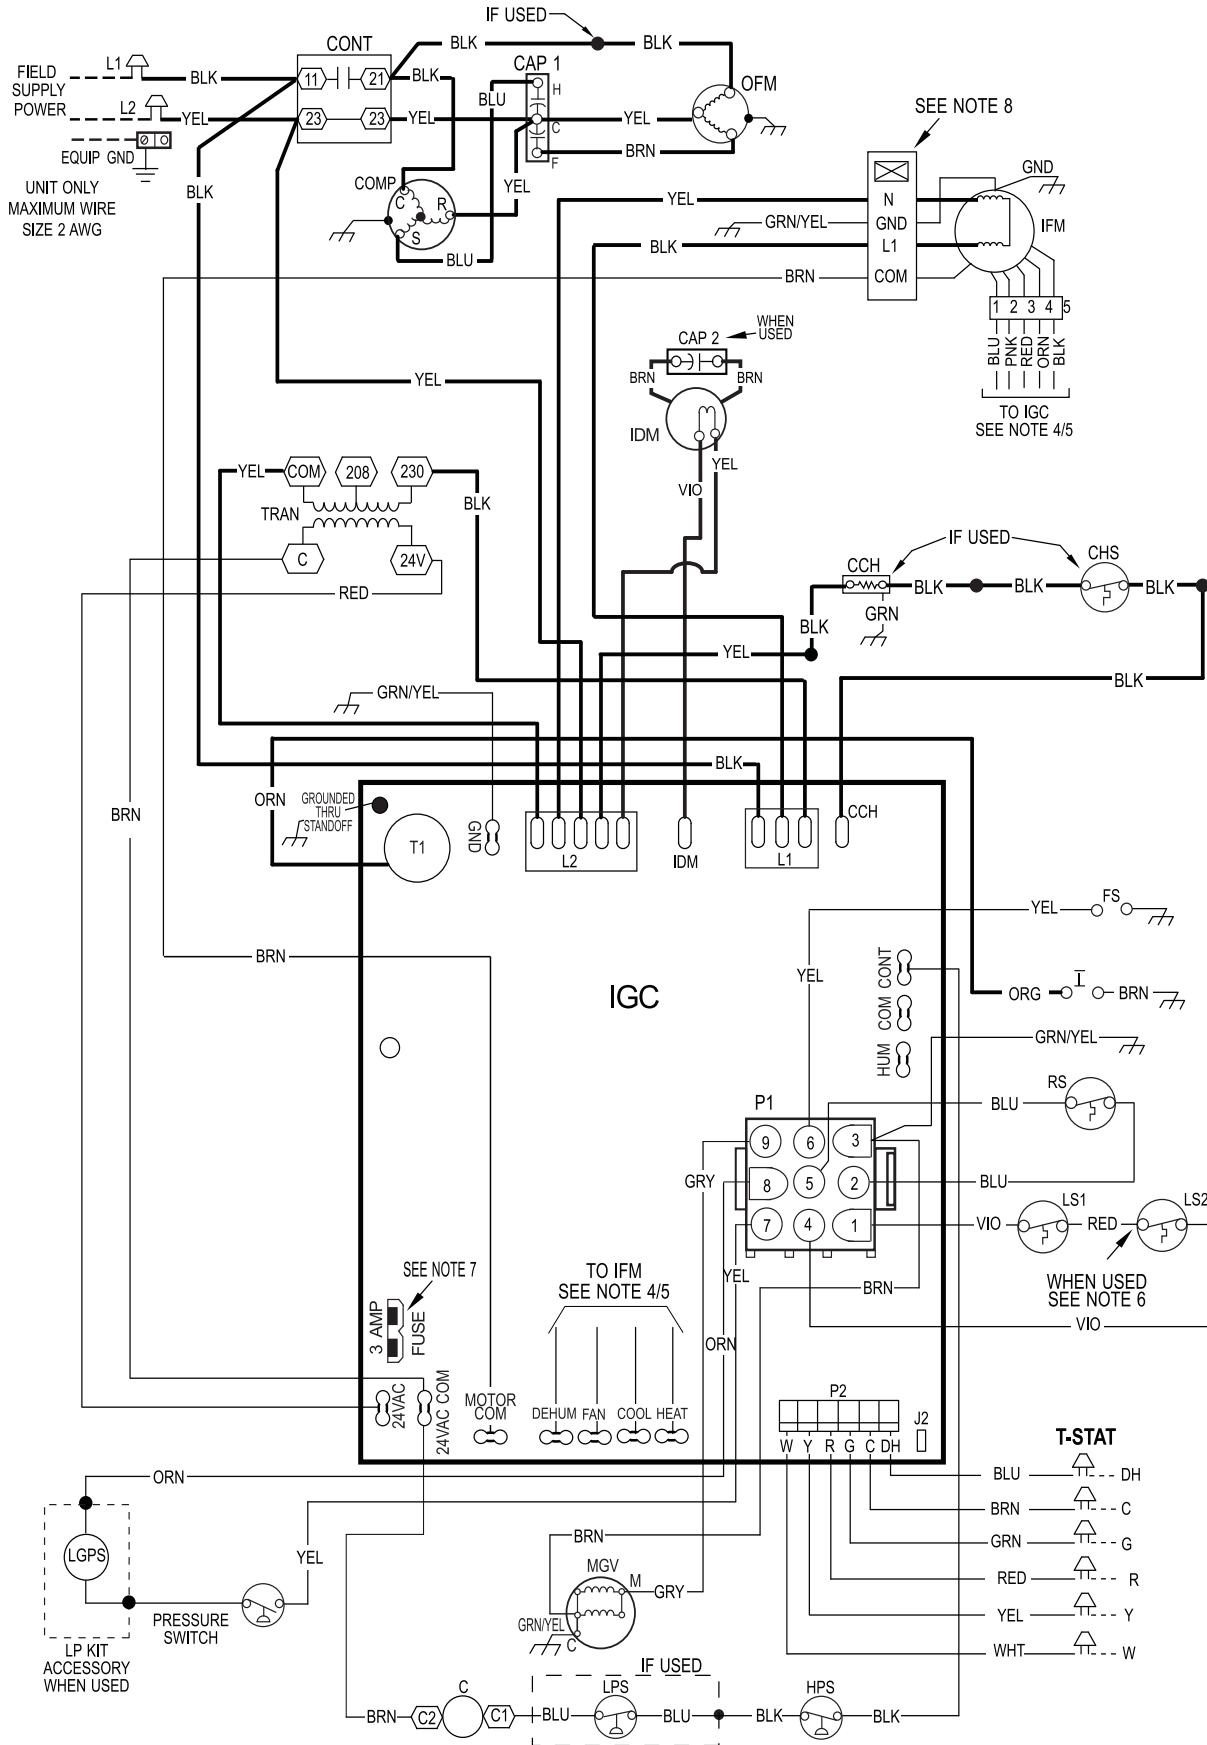 IF USED
BLK
BLK
CONT
CAP 1
L1
FIELD
SUPPLY
POWER
BLK
11
21
BLK
BLU
H
OFM
L2
YEL
23
23
YEL
C
YEL
BRN
F
SEE NOTE 8
EQUIP GND
UNIT ONLY
MAXIMUM WIRE
SIZE 2 AWG
BLK
COMP
C
R
S
YEL
BLU
YEL
N
GND
GRN/YEL
GND
IFM
BLK
L1
BRN
COM
1 2 3 4 5
BLU
PNK
RED
ORN
BLK
TO IGC
SEE NOTE 4/5
WHEN
USED
CAP 2
BRN
BRN
IDM
YEL
VIO
YEL
YEL
COM
208
230
TRAN
BLK
C
24V
RED
IF USED
CCH
CHS
BLK
BLK
BLK
GRN
BLK
YEL
BLK
GRN/YEL
BLK
ORN
BRN
GROUNDED
THRU
STANDOFF
T1
GND
L2
IDM
L1
CCH
YEL
FS
YEL
CONT
BRN
IGC
COM
ORG
I
BRN
HUM
GRN/YEL
RS
P1
BLU
9
6
3
GRY
8
5
2
BLU
7
4
1
VIO
LS1
RED
LS2
YEL
BRN
WHEN USED
SEE NOTE 6
VIO
SEE NOTE 7
TO IFM
SEE NOTE 4/5
3 AMP
FUSE
ORN
24VAC
24VAC COM
MOTOR
COM
DEHUM
FAN
COOL
HEAT
P2
J2
W Y R G C DH
T-STAT
ORN
BLU
DH
BRN
C
GRN
G
RED
R
YEL
Y
WHT
W
LGPS
YEL
BRN
MGV
M
GRY
GRN/YEL
C
PRESSURE
SWITCH
LP KIT
ACCESSORY
WHEN USED
IF USED
C
LPS
HPS
BRN
C2
C1
BLU
BLU
BLK
BLK